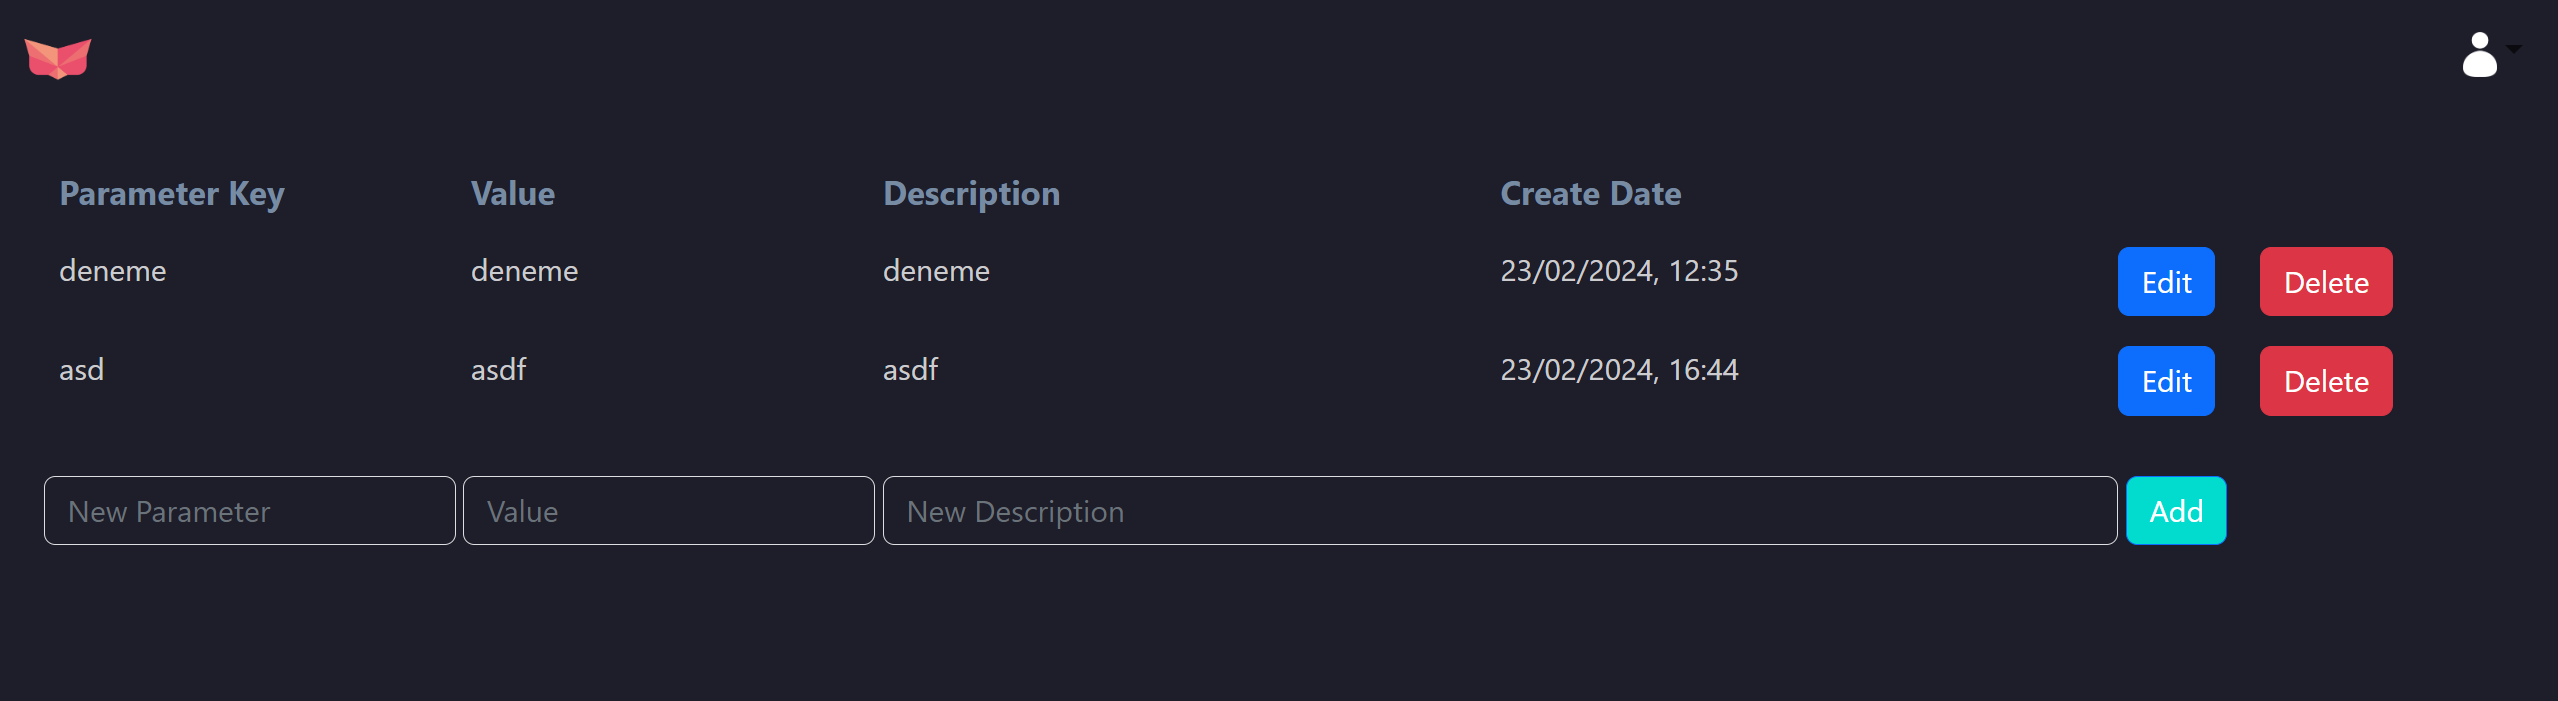 Parameter Key Value Description Create Date
deneme deneme deneme 23/02/2024, 12:35 Edit Delete
asd asdf asdf 23/02/2024, 16:44 Edit Delete
New Parameter Value New Description Add